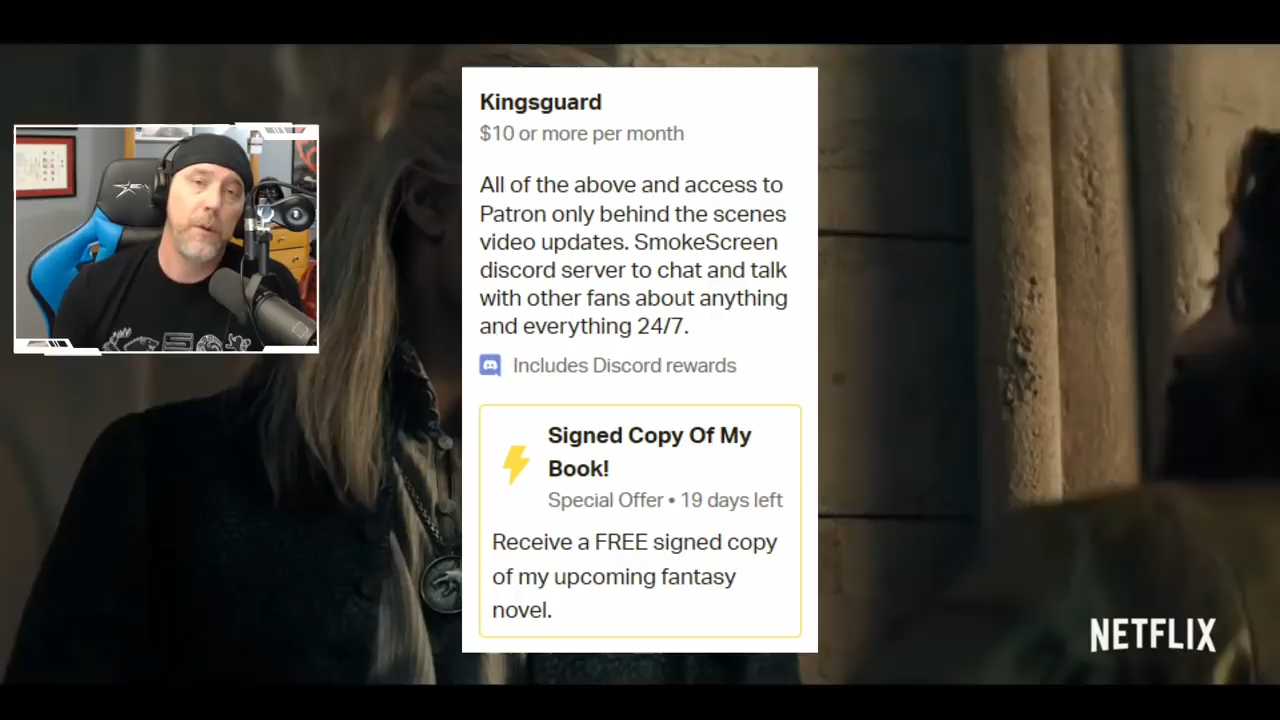 Kingsguard
$10 or more per month
All of the above and access to
Patron only behind the scenes
video updates. SmokeScreen
discord server to chat and talk
with other fans about anything
and everything 24/7.
Includes Discord rewards
Signed Copy Of My
Book!
Special Offer • 19 days left
Receive a FREE signed copy
of my upcoming fantasy
novel.
NETFLIX